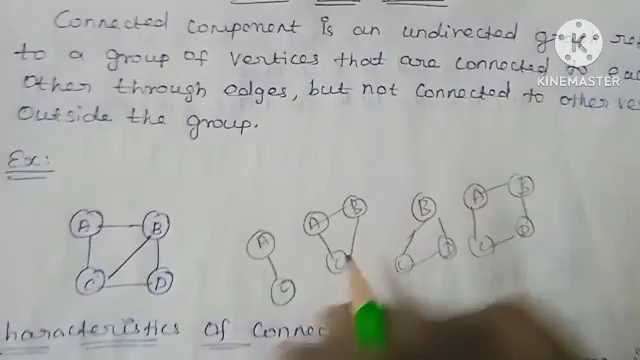 Connected component is an undirected
to a group of vertices that are connected
KINEMASTER
other through edges, but not connected to other
outside the group.
Ex:
A B C D
A C
A B C
B C D
A B C D
haracteristics of Connec